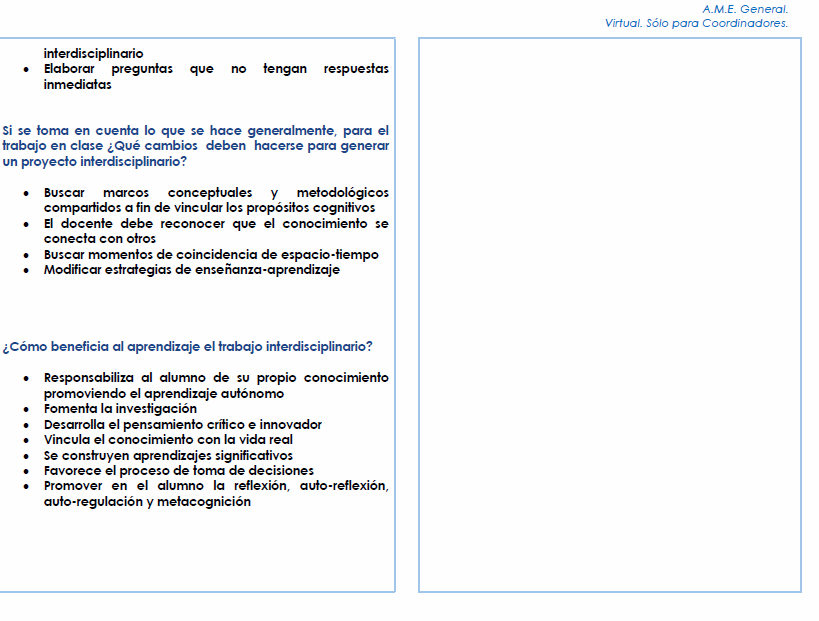 A.M.E. General.
Virtual. Sólo para Coordinadores.
interdisciplinario
• Elaborar preguntas que no tengan respuestas
inmediatas
Si se toma en cuenta lo que se hace generalmente, para el
trabajo en clase ¿Qué cambios deben hacerse para generar
un proyecto interdisciplinario?
• Buscar marcos conceptuales y metodológicos
compartidos a fin de vincular los propósitos cognitivos
• El docente debe reconocer que el conocimiento se
conecta con otros
• Buscar momentos de coincidencia de espacio-tiempo
• Modificar estrategias de enseñanza-aprendizaje
¿Cómo beneficia al aprendizaje el trabajo interdisciplinario?
• Responsabiliza al alumno de su propio conocimiento
promoviendo el aprendizaje autónomo
• Fomenta la investigación
• Desarrolla el pensamiento crítico e innovador
• Vincula el conocimiento con la vida real
• Se construyen aprendizajes significativos
• Favorece el proceso de toma de decisiones
• Promover en el alumno la reflexión, auto-reflexión,
auto-regulación y metacognición